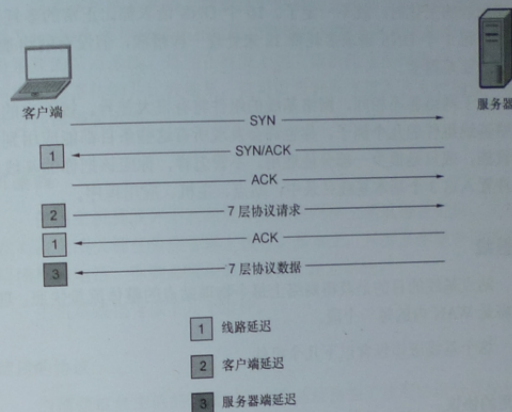 客户端
服务器
SYN
1
SYN/ACK
ACK
2
7 层协议请求
1
ACK
3
7 层协议数据
1 线路延迟
2 客户端延迟
3 服务器端延迟